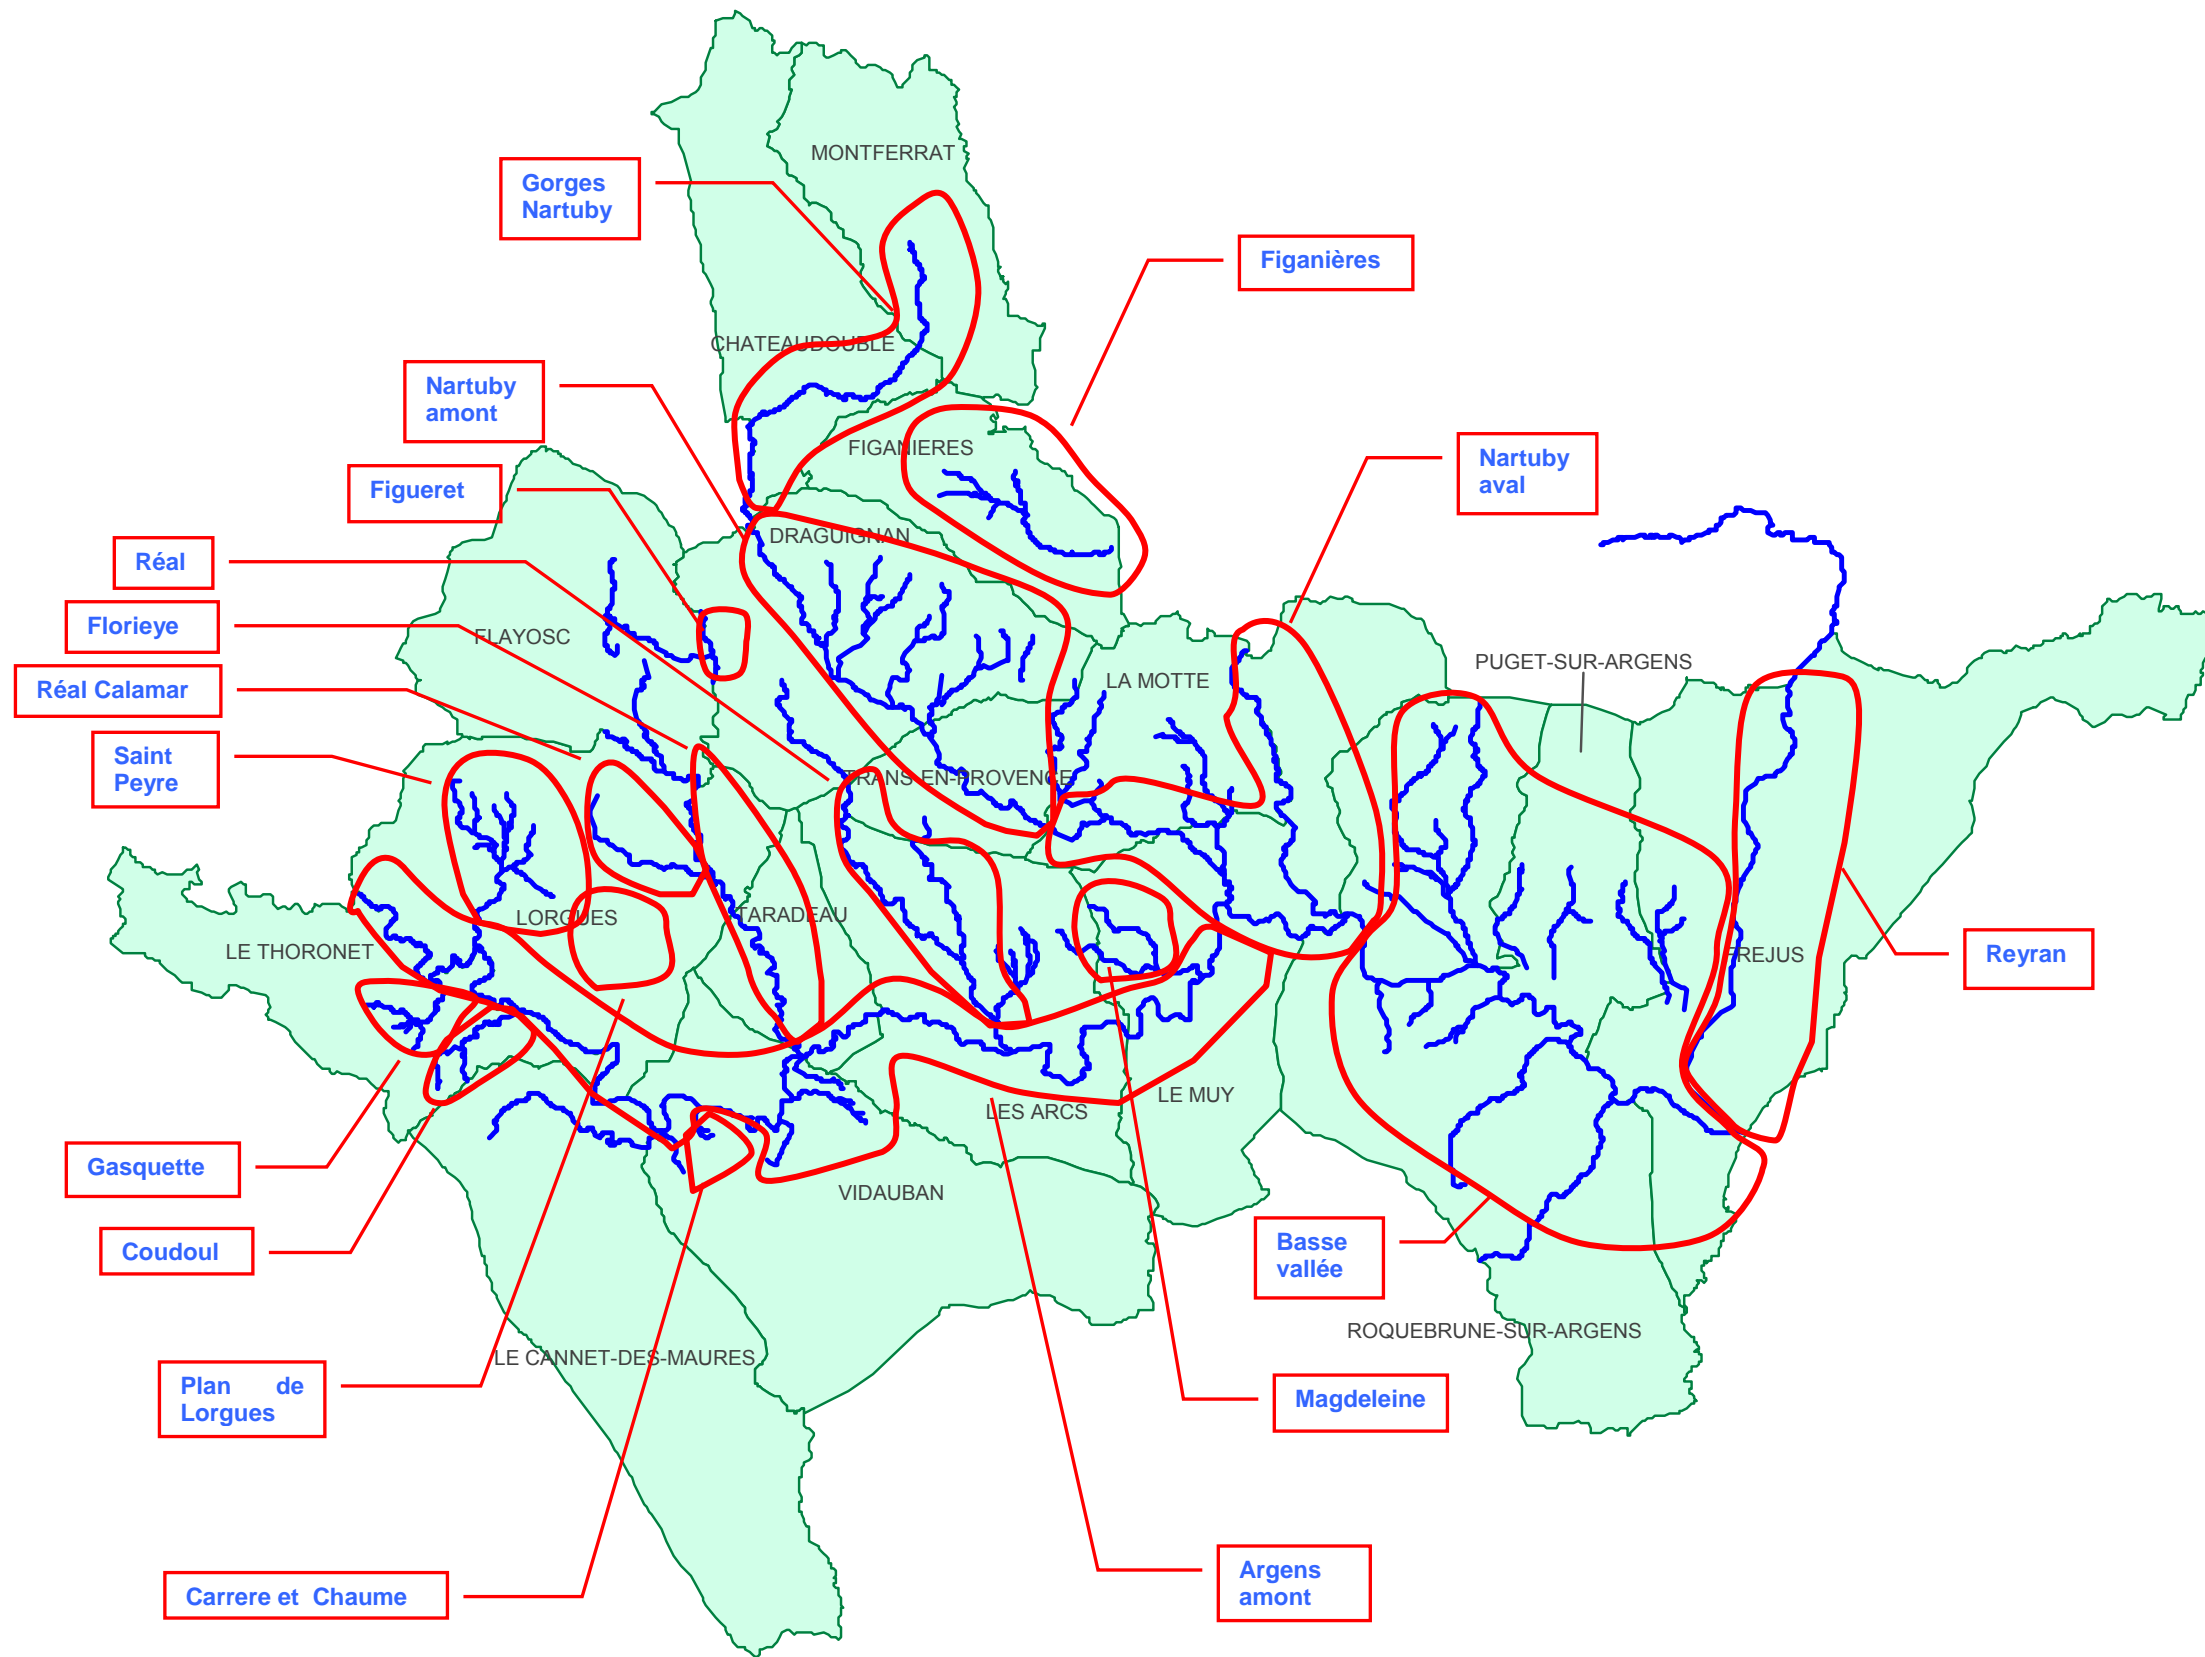 MONTFERRAT
Gorges
Nartuby
Figanières
CHATEAUDOUBLE
Nartuby
amont
FIGANIERES
Nartuby
aval
Figueret
DRAGUIGNAN
Réal
Florieye
FLAYOSC
PUGET-SUR-ARGENS
LA MOTTE
Réal Calamar
Saint
Peyre
TRANS-EN-PROVENCE
LORGUES
TARADEAU
LE THORONET
FREJUS
Reyran
LE MUY
LES ARCS
Gasquette
VIDAUBAN
Coudoul
Basse
vallée
ROQUEBRUNE-SUR-ARGENS
LE CANNET-DES-MAURES
Plan de
Lorgues
Magdeleine
Argens
amont
Carrere et Chaume